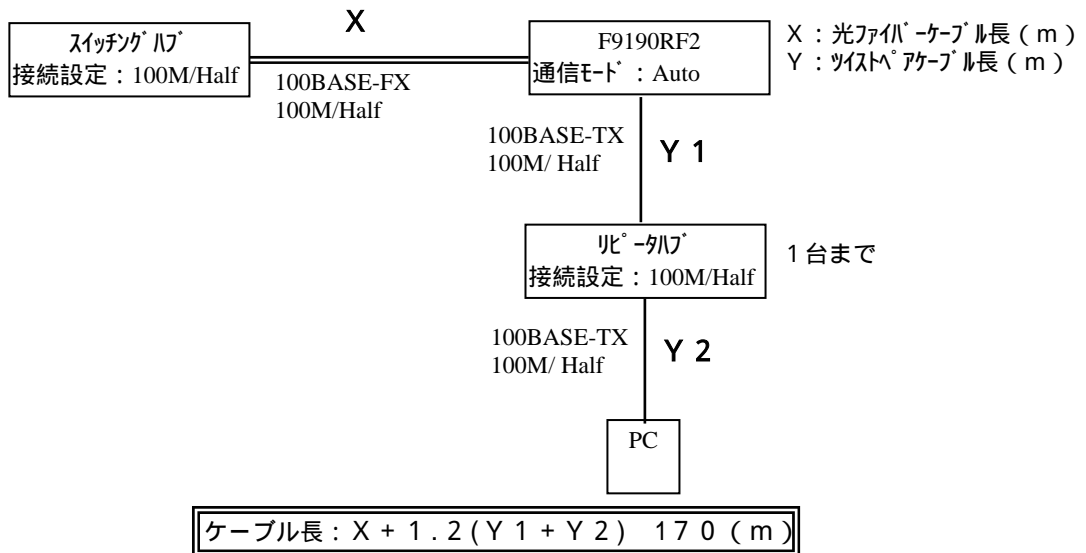 X
スイッチングハブ
接続設定：100M/Half
100BASE-FX
100M/Half
F9190RF2
通信モード：Auto
X：光ファイバーケーブル長（m）
Y：ツイストペアケーブル長（m）
100BASE-TX
100M/ Half
Y１
リピータハブ
接続設定：100M/Half
1台まで
100BASE-TX
100M/ Half
Y２
PC
ケーブル長：X＋１.２(Y１＋Y２) １７０（m）